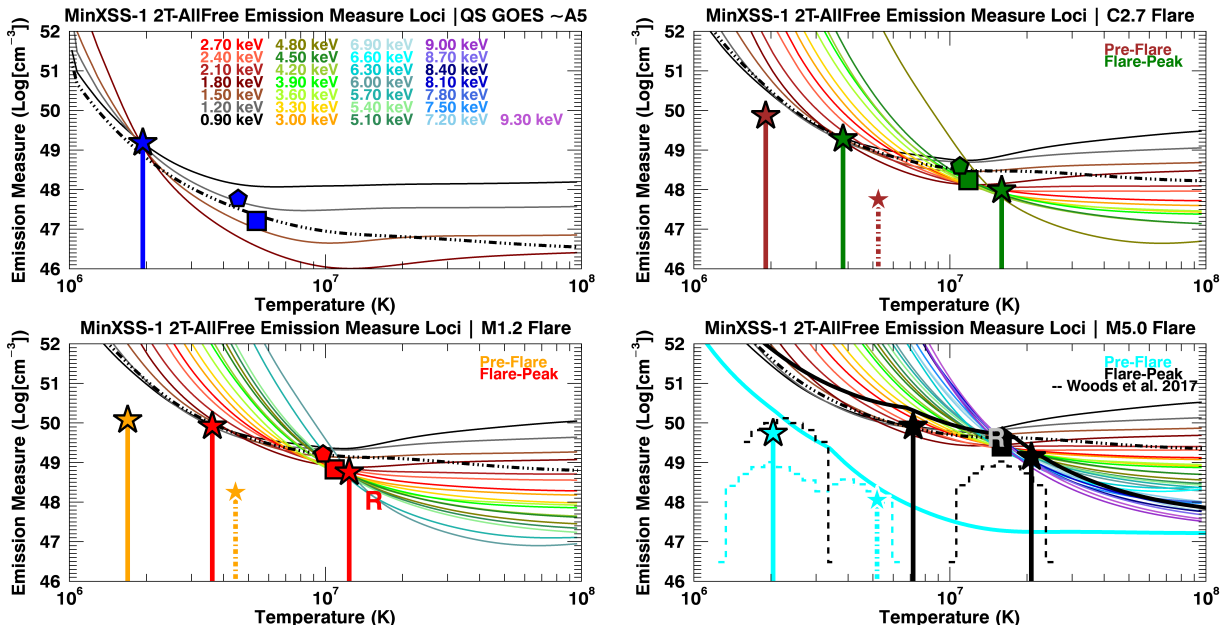 MinXSS-1 2T-AllFree Emission Measure Loci | QS GOES ~A5
52
51
50
49
48
47
46
Emission Measure (Log[cm⁻³])
2.70 keV 4.80 keV 6.90 keV 9.00 keV
2.40 keV 4.50 keV 6.60 keV 8.70 keV
2.10 keV 4.20 keV 6.30 keV 8.40 keV
1.80 keV 3.90 keV 6.00 keV 8.10 keV
1.50 keV 3.60 keV 5.70 keV 7.80 keV
1.20 keV 3.30 keV 5.40 keV 7.50 keV
0.90 keV 3.00 keV 5.10 keV 7.20 keV 9.30 keV
10⁶ 10⁷ 10⁸
Temperature (K)
MinXSS-1 2T-AllFree Emission Measure Loci | C2.7 Flare
52
51
50
49
48
47
46
Emission Measure (Log[cm⁻³])
Pre-Flare
Flare-Peak
10⁶ 10⁷ 10⁸
Temperature (K)
MinXSS-1 2T-AllFree Emission Measure Loci | M1.2 Flare
52
51
50
49
48
47
46
Emission Measure (Log[cm⁻³])
Pre-Flare
Flare-Peak
R
10⁶ 10⁷ 10⁸
Temperature (K)
MinXSS-1 2T-AllFree Emission Measure Loci | M5.0 Flare
52
51
50
49
48
47
46
Emission Measure (Log[cm⁻³])
Pre-Flare
Flare-Peak
-- Woods et al. 2017
R
10⁶ 10⁷ 10⁸
Temperature (K)